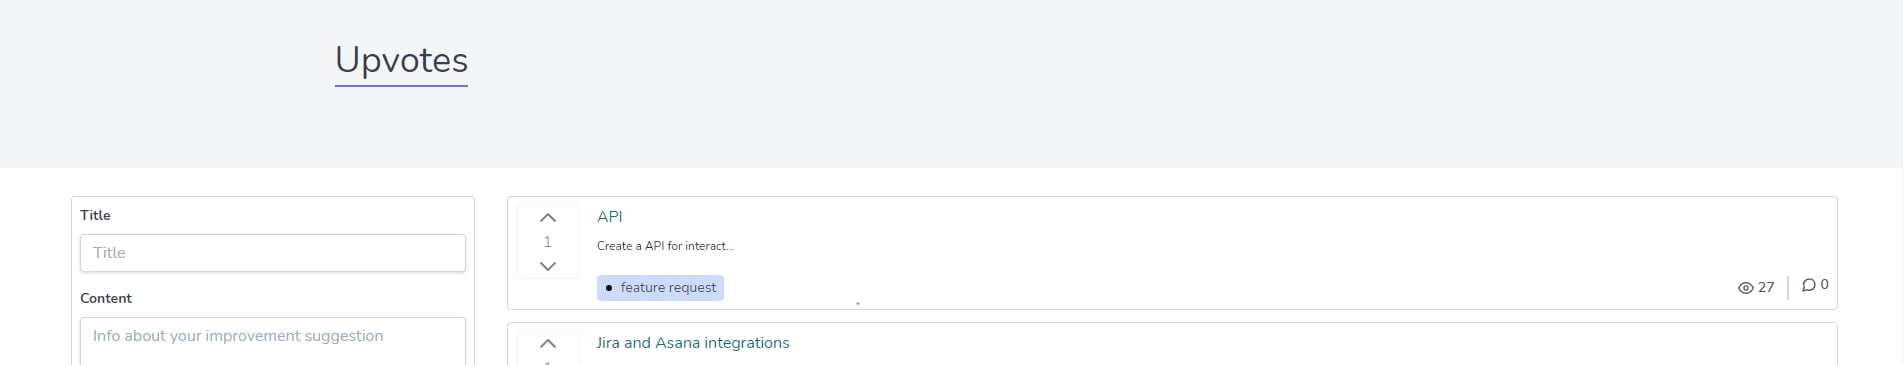 Upvotes
Title
Title
Content
Info about your improvement suggestion
1
API
Create a API for interact...
feature request
27
0
Jira and Asana integrations